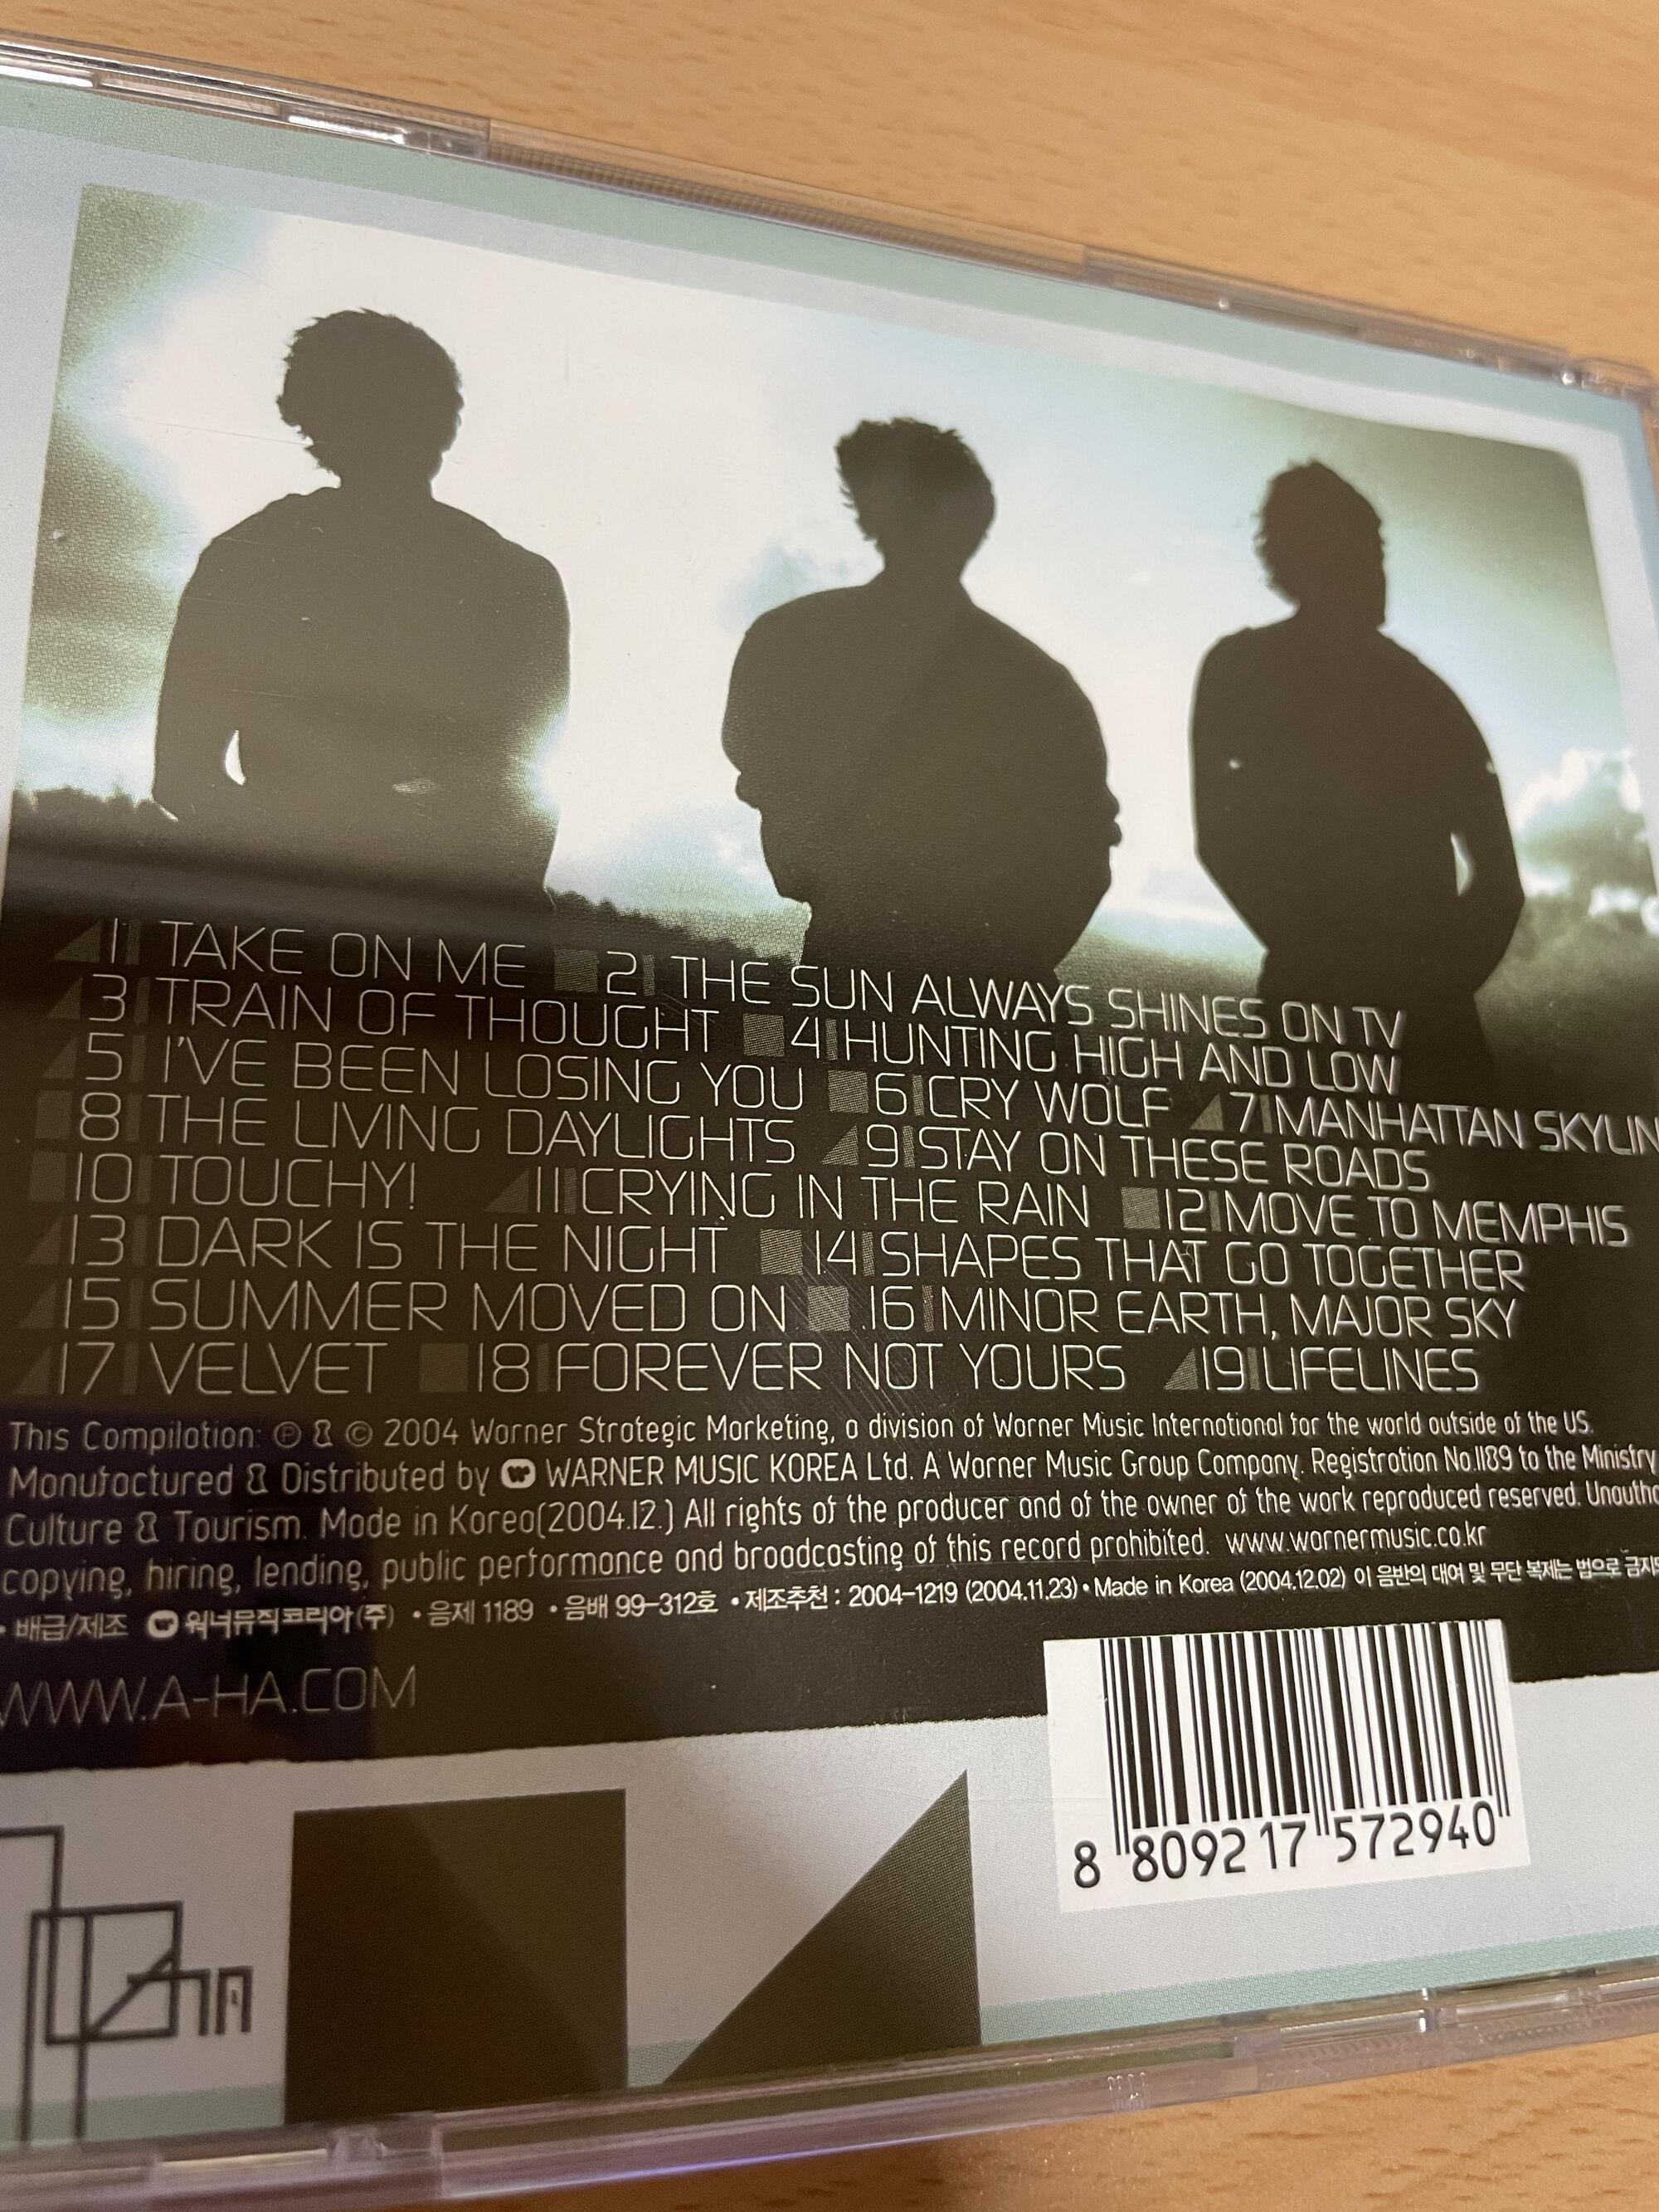 1 TAKE ON ME 2 THE SUN ALWAYS SHINES ON TV
3 TRAIN OF THOUGHT 4 HUNTING HIGH AND LOW
5 I'VE BEEN LOSING YOU 6 CRY WOLF 7 MANHATTAN SKYLIN
8 THE LIVING DAYLIGHTS 9 STAY ON THESE ROADS
10 TOUCHY! 11 CRYING IN THE RAIN 12 MOVE TO MEMPHIS
13 DARK IS THE NIGHT 14 SHAPES THAT GO TOGETHER
15 SUMMER MOVED ON 16 MINOR EARTH, MAJOR SKY
17 VELVET 18 FOREVER NOT YOURS 19 LIFELINES
This Compilation: ℗ & © 2004 Warner Strategic Marketing, a division of Warner Music International for the world outside of the US.
Manufactured & Distributed by WARNER MUSIC KOREA Ltd. A Warner Music Group Company. Registration No.1189 to the Ministry
Culture & Tourism. Made in Korea(2004.12.) All rights of the producer and of the owner of the work reproduced reserved. Unautho
copying, hiring, lending, public performance and broadcasting of this record prohibited. www.warnermusic.co.kr
• 배급/제조 워너뮤직코리아(주) • 음제 1189 • 음배 99-312호 • 제조추천 : 2004-1219 (2004.11.23) • Made in Korea (2004.12.02) 이 음반의 대여 및 무단 복제는 법으로 금지
WWW.A-HA.COM
8 809217 572940